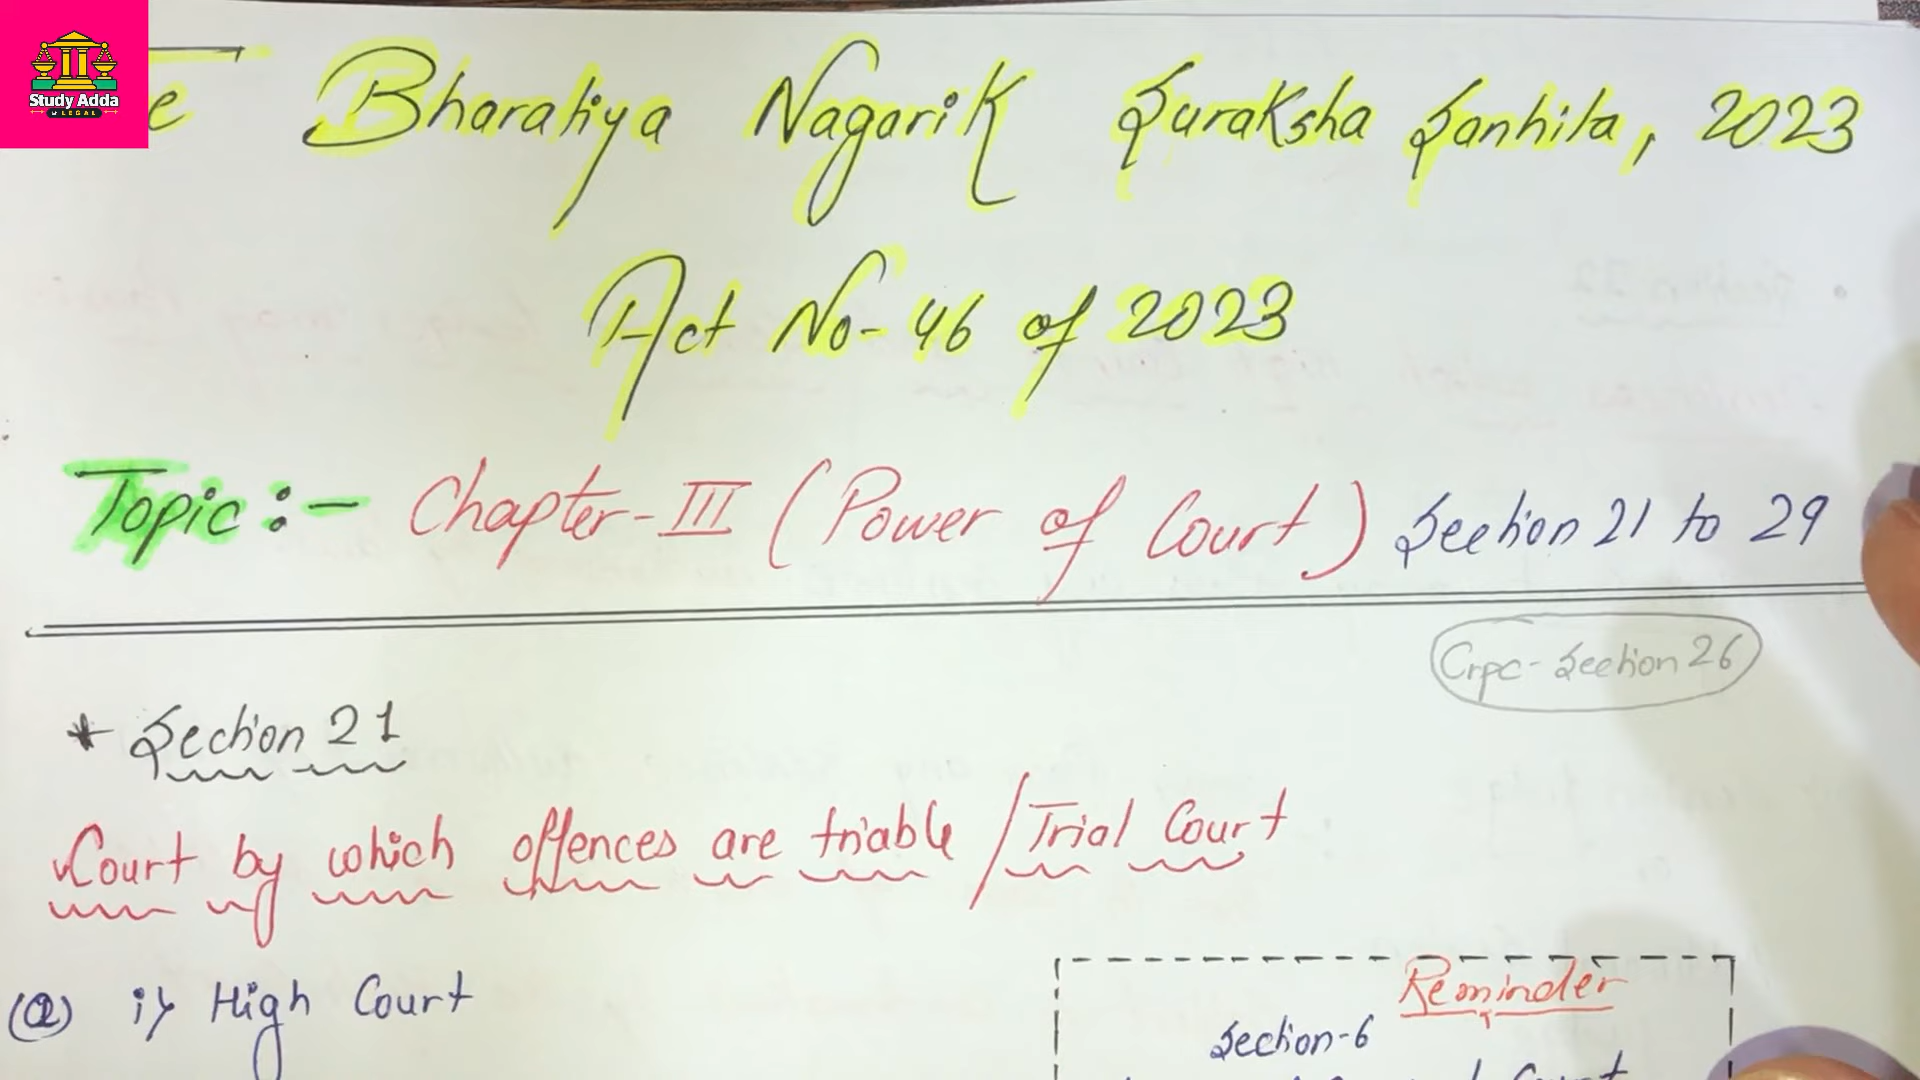 Study Adda
LEGAL
e Bharatiya Nagarik Suraksha Sanhita, 2023
Act No- 46 of 2023
Topic:- Chapter-III (Power of Court) Section 21 to 29
Crpc- Section 26
* Section 21
Court by which offences are triable / Trial Court
(a) i) High Court
Reminder
Section-6
Court